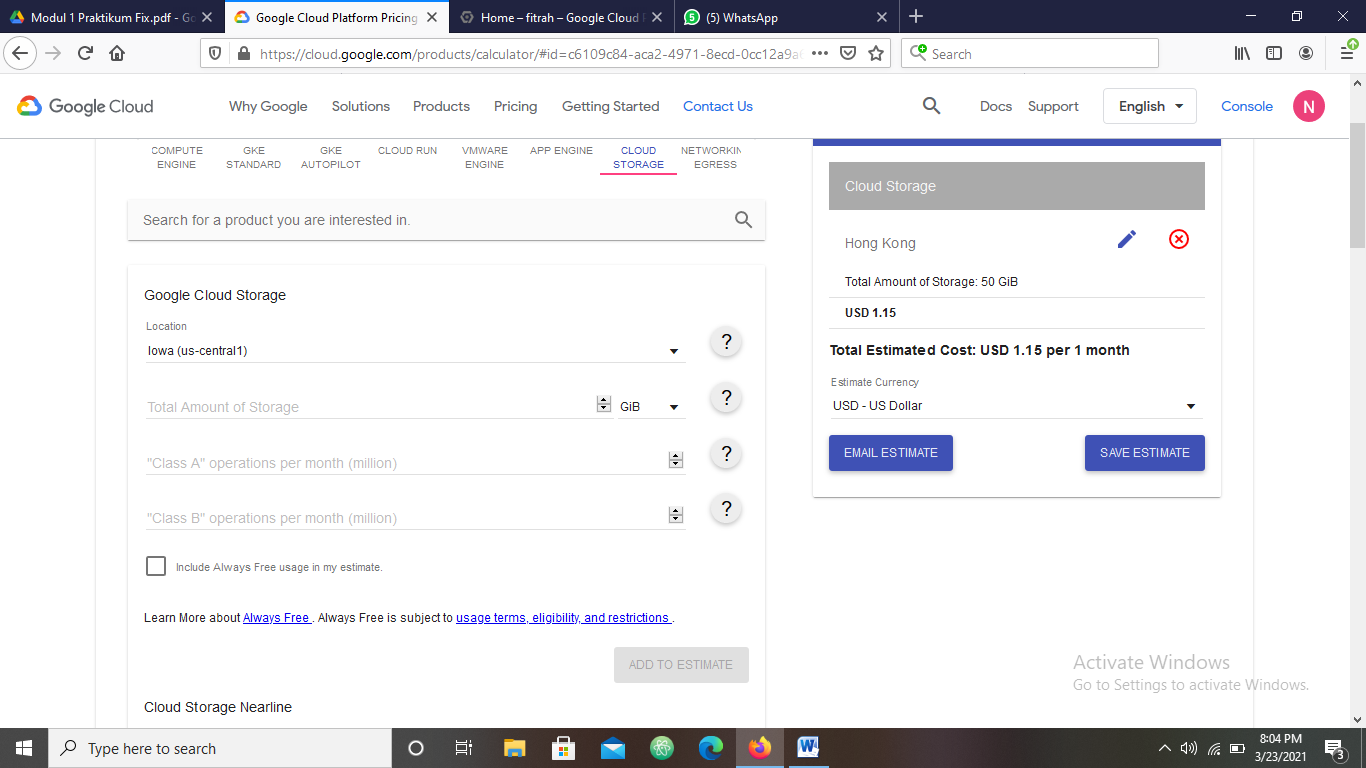 Modul 1 Praktikum Fix.pdf - Go
Google Cloud Platform Pricing
Home – fitrah – Google Cloud
(5) WhatsApp
https://cloud.google.com/products/calculator/#id=c6109c84-aca2-4971-8ecd-0cc12a9a
Search
Google Cloud
Why Google
Solutions
Products
Pricing
Getting Started
Contact Us
Docs
Support
English
Console
N
COMPUTE ENGINE
GKE STANDARD
GKE AUTOPILOT
CLOUD RUN
VMWARE ENGINE
APP ENGINE
CLOUD STORAGE
NETWORKIN EGRESS
Search for a product you are interested in.
Google Cloud Storage
Location
Iowa (us-central1)
?
Total Amount of Storage
GiB
?
"Class A" operations per month (million)
?
"Class B" operations per month (million)
?
Include Always Free usage in my estimate.
Learn More about Always Free . Always Free is subject to usage terms, eligibility, and restrictions .
ADD TO ESTIMATE
Cloud Storage Nearline
Cloud Storage
Hong Kong
Total Amount of Storage: 50 GiB
USD 1.15
Total Estimated Cost: USD 1.15 per 1 month
Estimate Currency
USD - US Dollar
EMAIL ESTIMATE
SAVE ESTIMATE
Activate Windows
Go to Settings to activate Windows.
Type here to search
8:04 PM
3/23/2021
3